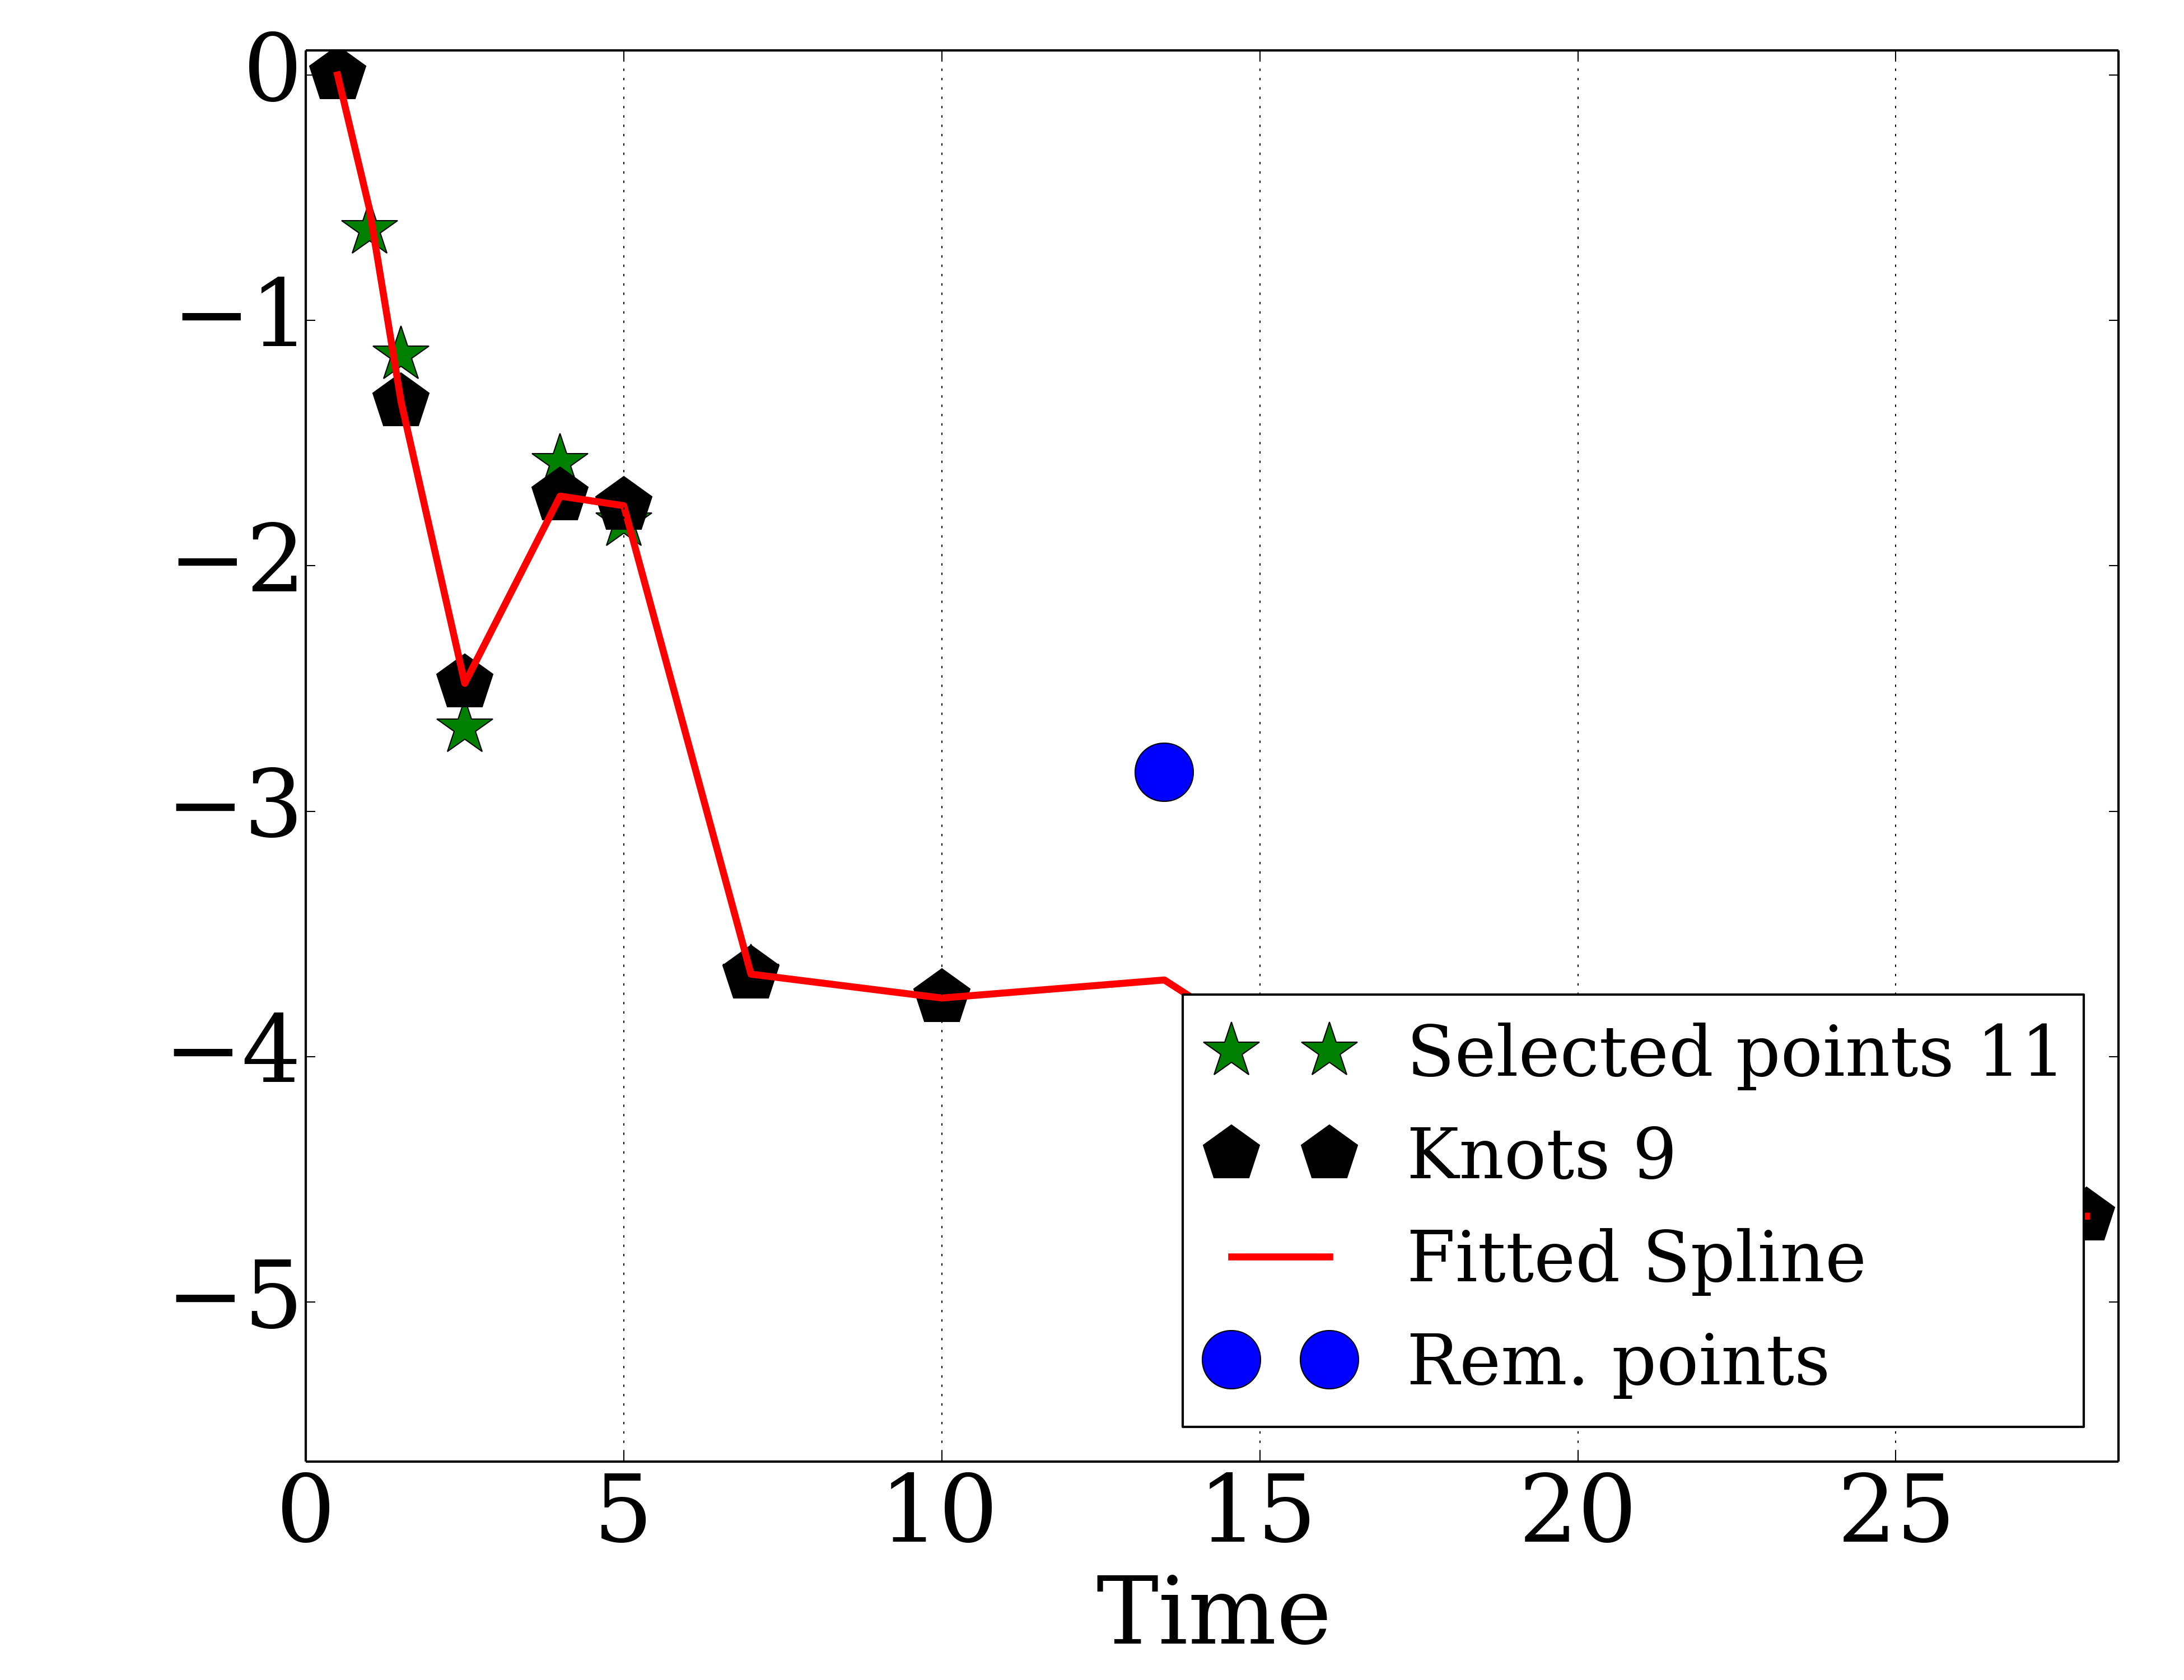 0
−1
−2
−3
−4
−5
Selected points 11
Knots 9
Fitted Spline
Rem. points
0 5 10 15 20 25
Time